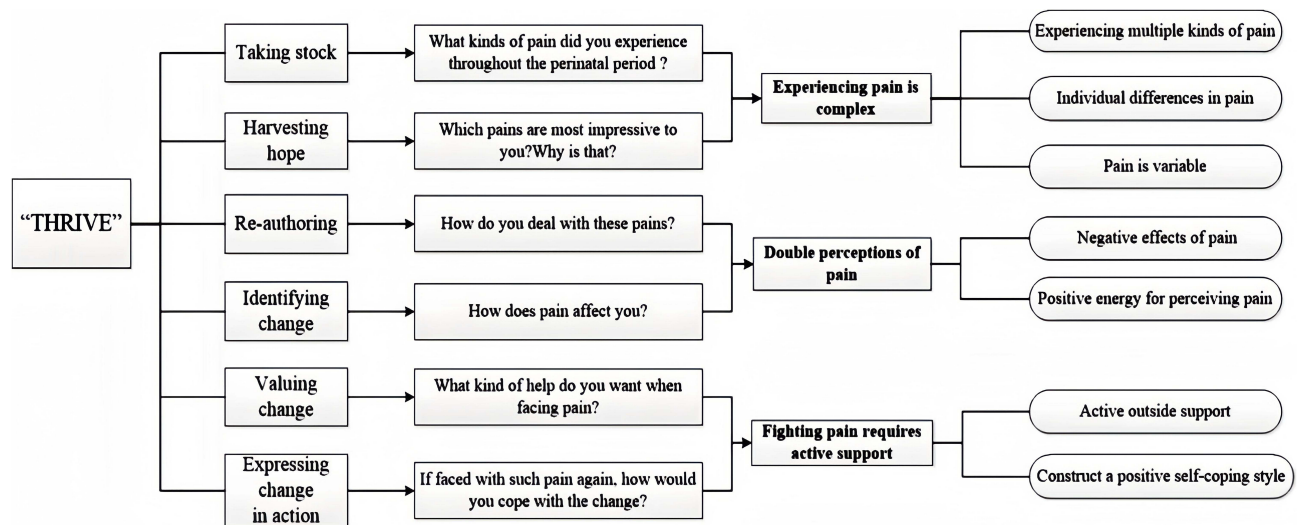 “THRIVE”
Taking stock
What kinds of pain did you experience
throughout the perinatal period ?
Harvesting
hope
Which pains are most impressive to
you?Why is that?
Experiencing pain is
complex
Experiencing multiple kinds of pain
Individual differences in pain
Pain is variable
Re-authoring
How do you deal with these pains?
Identifying
change
How does pain affect you?
Double perceptions of
pain
Negative effects of pain
Positive energy for perceiving pain
Valuing
change
What kind of help do you want when
facing pain?
Expressing
change
in action
If faced with such pain again, how would
you cope with the change?
Fighting pain requires
active support
Active outside support
Construct a positive self-coping style